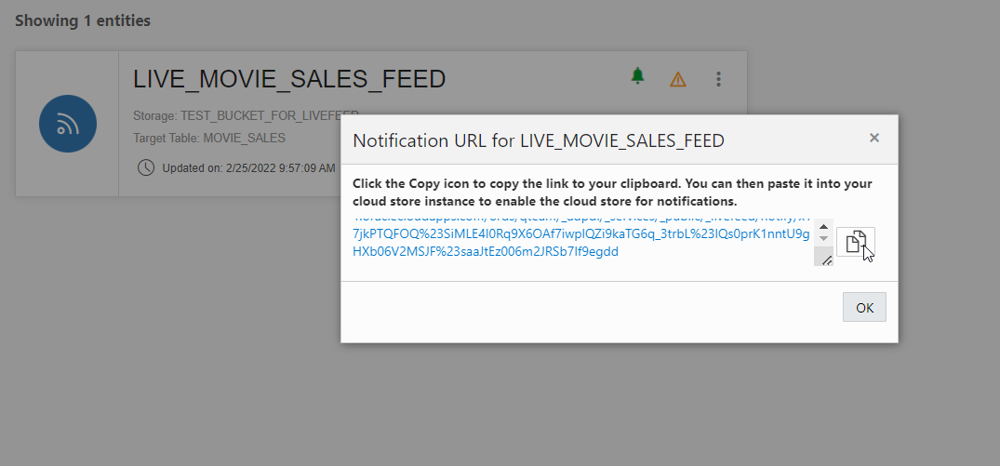 Showing 1 entities
LIVE_MOVIE_SALES_FEED
Storage: TEST_BUCKET_FOR_LIVEFEED
Target Table: MOVIE_SALES
Updated on: 2/25/2022 9:57:09 AM
Notification URL for LIVE_MOVIE_SALES_FEED
Click the Copy icon to copy the link to your clipboard. You can then paste it into your
cloud store instance to enable the cloud store for notifications.
7jkPTQFOQ%23SiMLE4I0Rq9X6OAf7iwpIQZi9kaTG6q_3trbL%23IQs0prK1nntU9g
HXb06V2MSJF%23saaJtEz006m2JRSb7If9egdd
OK